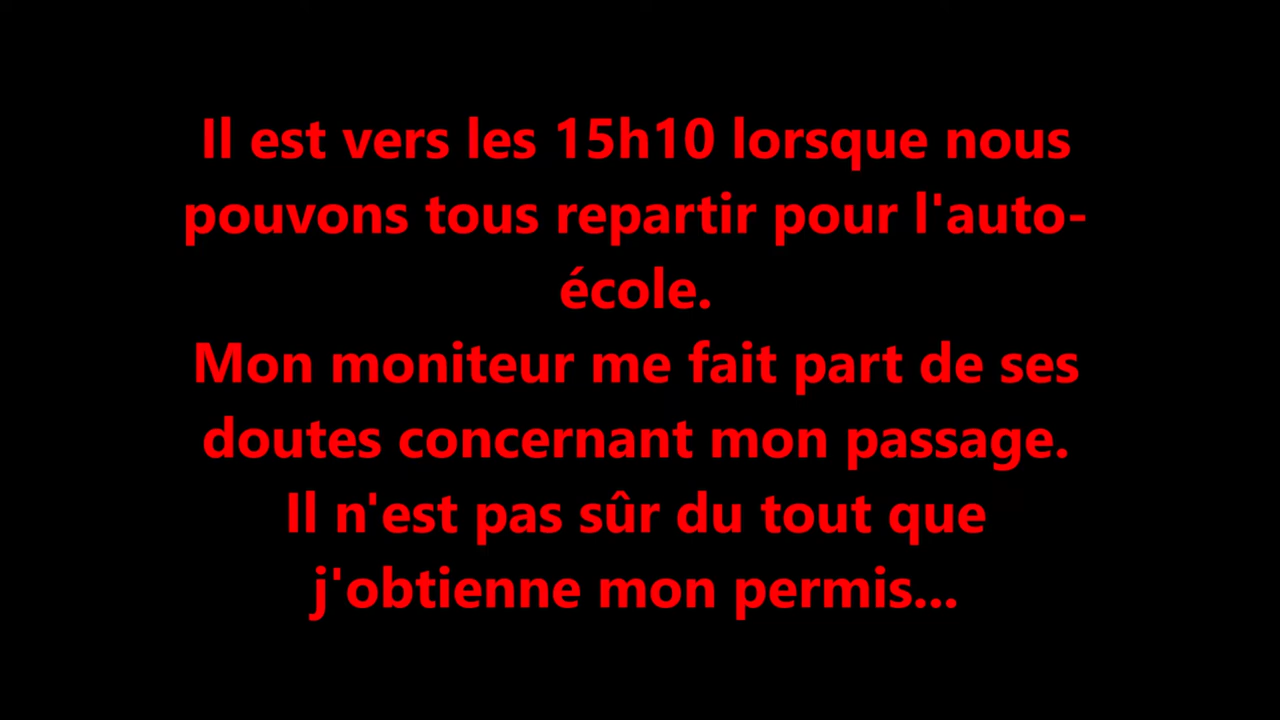 Il est vers les 15h10 lorsque nous
pouvons tous repartir pour l'auto-
école.
Mon moniteur me fait part de ses
doutes concernant mon passage.
Il n'est pas sûr du tout que
j'obtienne mon permis...